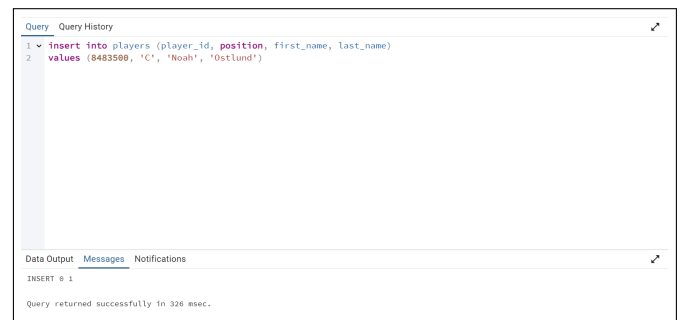 Query Query History
1 insert into players (player_id, position, first_name, last_name)
2 values (8483500, 'C', 'Noah', 'Ostlund')
Data Output Messages Notifications
INSERT 0 1
Query returned successfully in 326 msec.